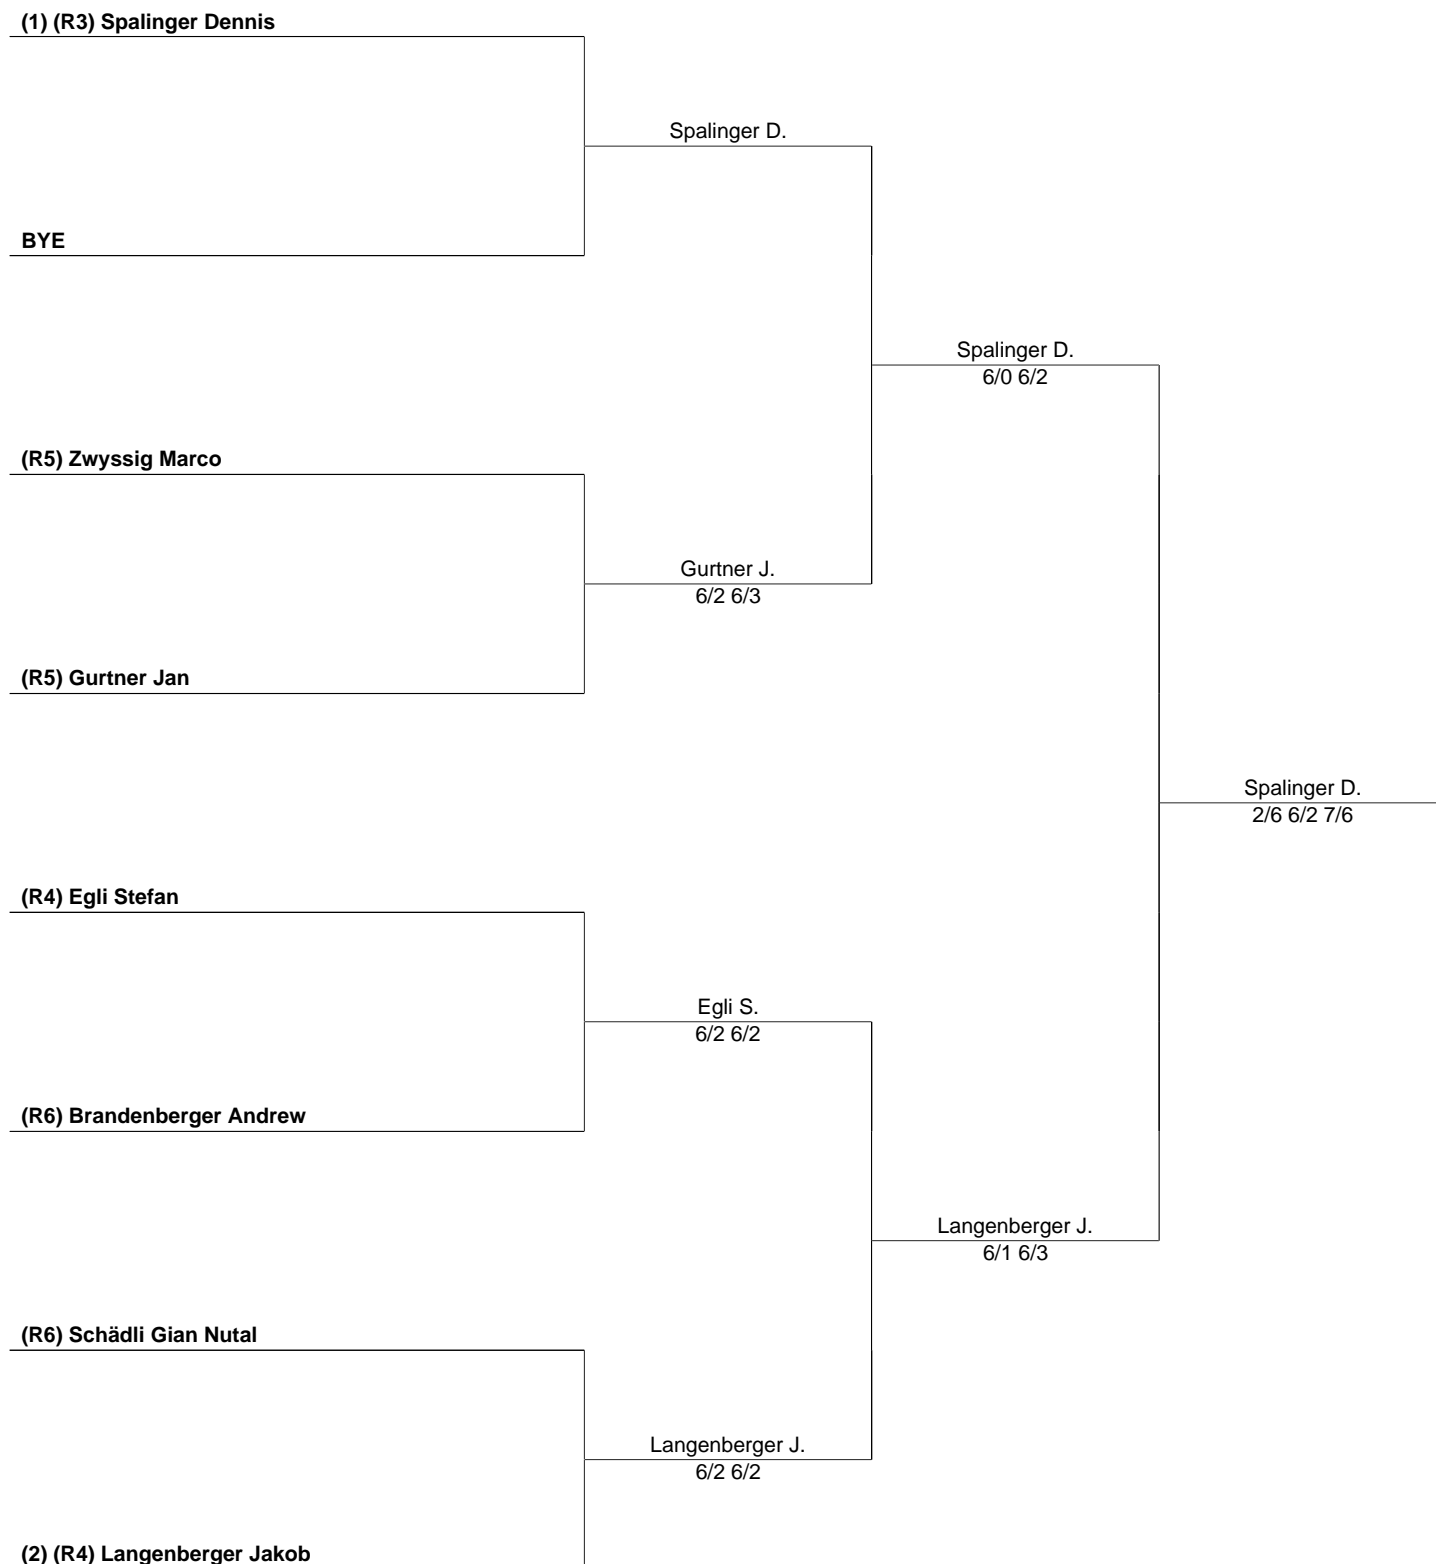 (1) (R3) Spalinger Dennis
Spalinger D.
BYE
Spalinger D.
6/0 6/2
(R5) Zwyssig Marco
Gurtner J.
6/2 6/3
(R5) Gurtner Jan
Spalinger D.
2/6 6/2 7/6
(R4) Egli Stefan
Egli S.
6/2 6/2
(R6) Brandenberger Andrew
Langenberger J.
6/1 6/3
(R6) Schädli Gian Nutal
Langenberger J.
6/2 6/2
(2) (R4) Langenberger Jakob